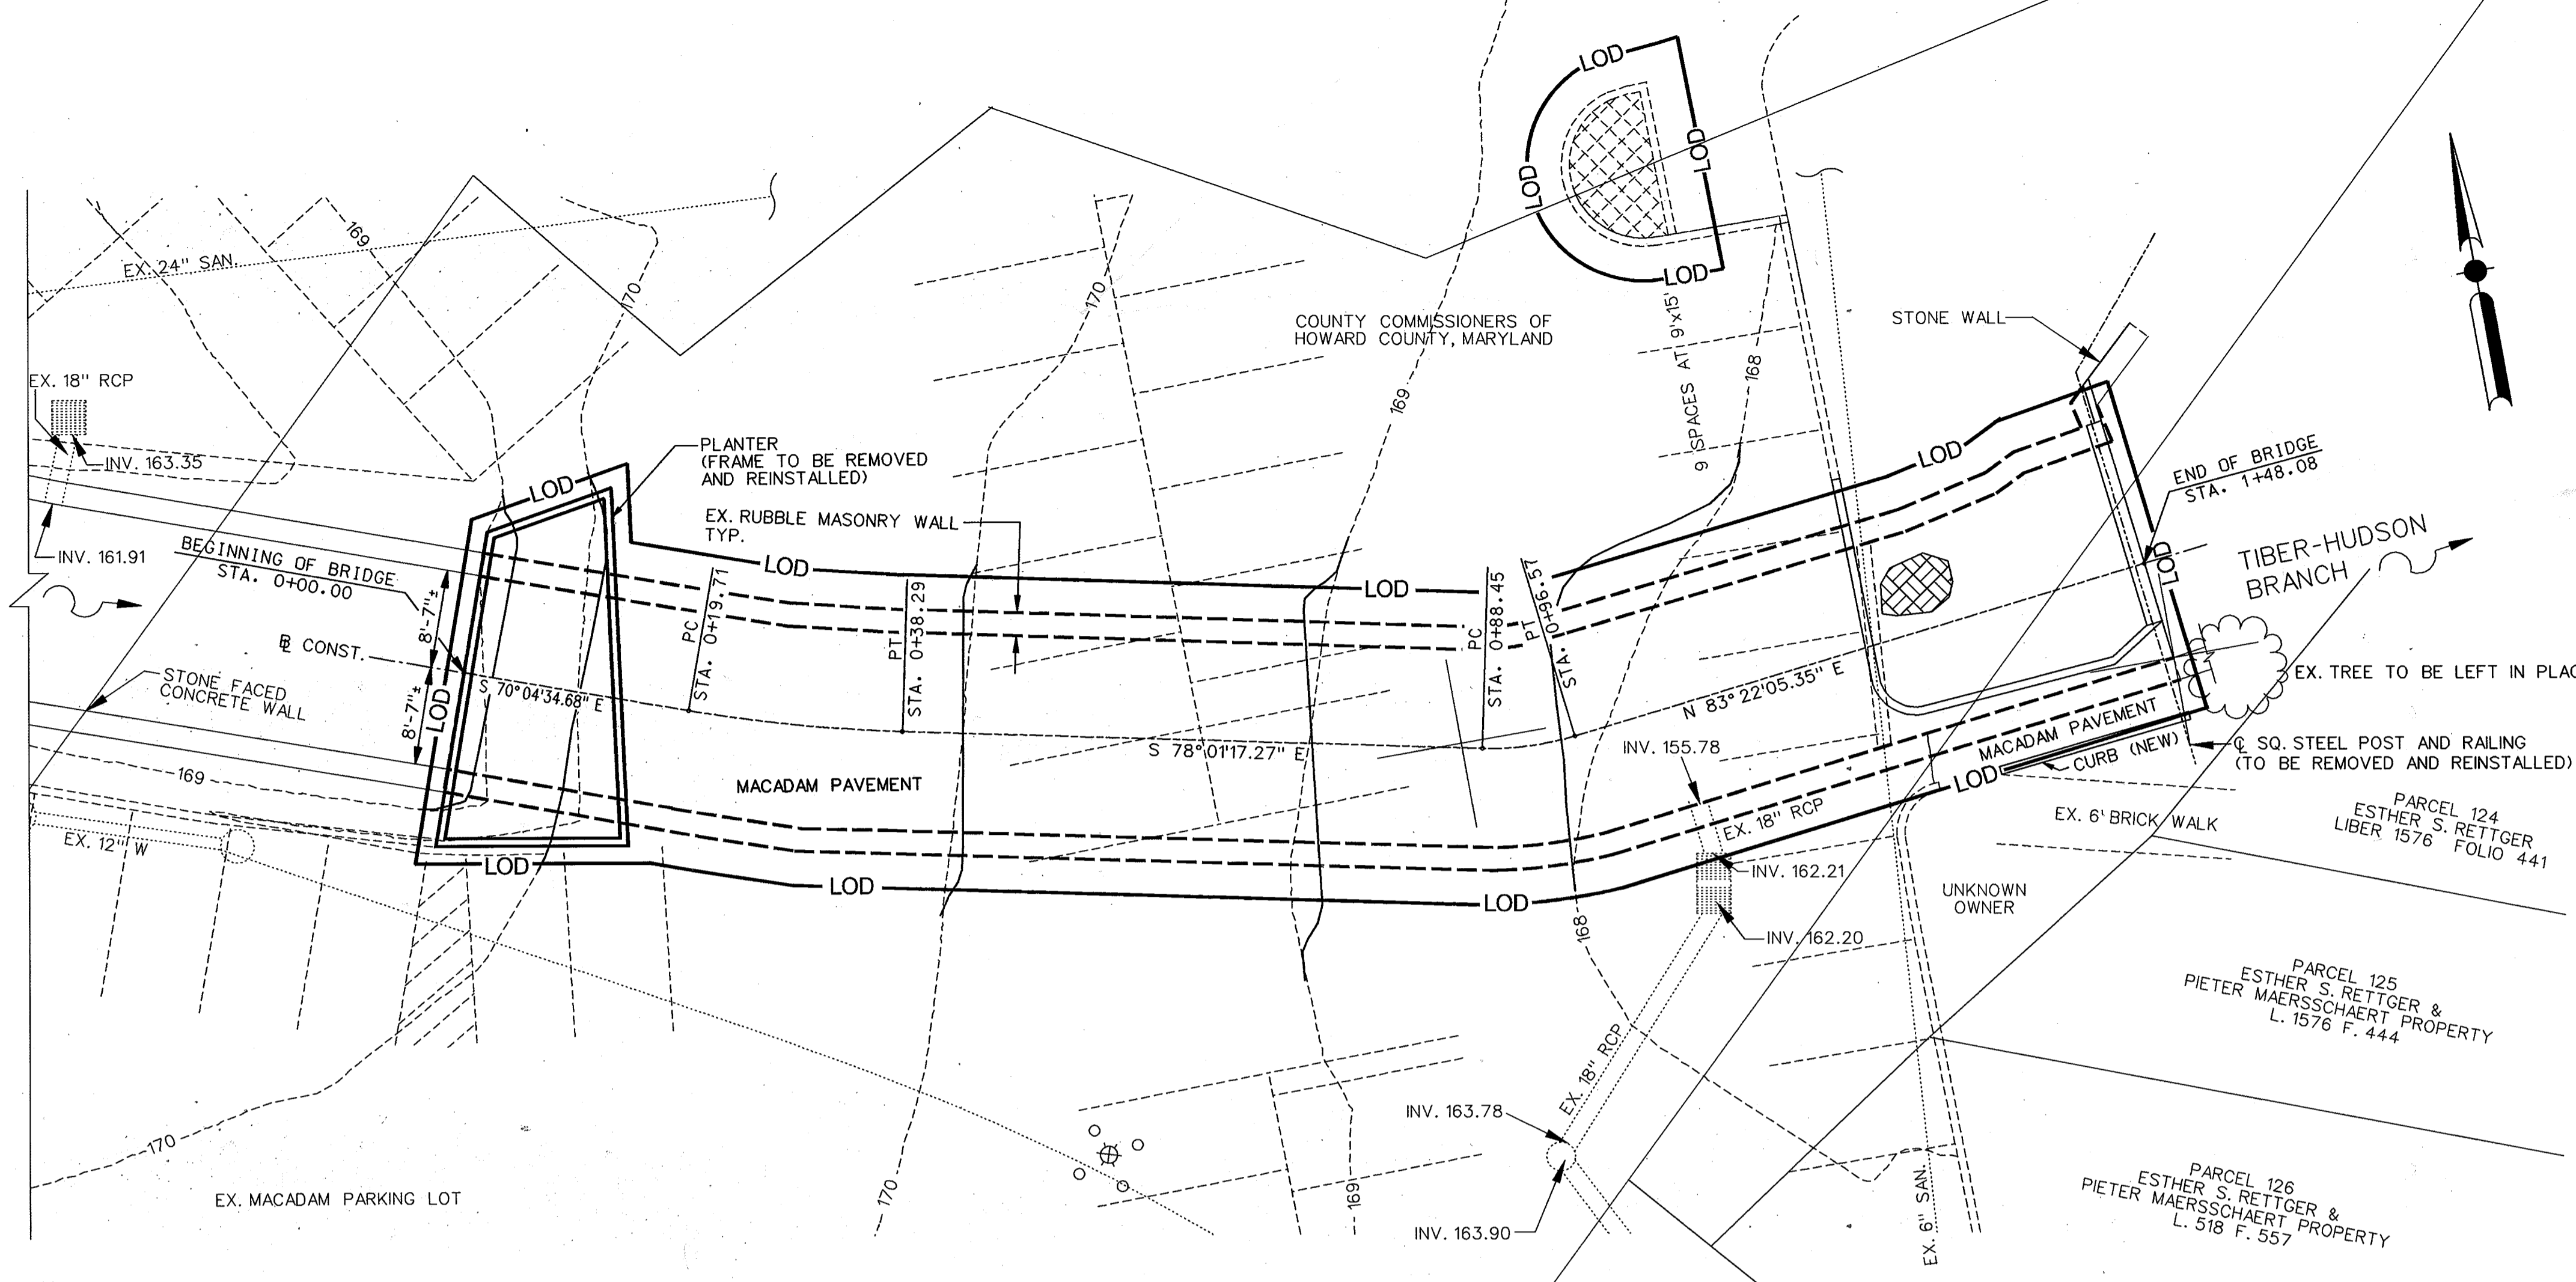 LOD
LOD
LOD
LOD
EX. 24" SAN.
169
170
170
COUNTY COMMISSIONERS OF
HOWARD COUNTY, MARYLAND
9 SPACES AT 9'x15'
168
169
STONE WALL
EX. 18" RCP
INV. 163.35
INV. 161.91
PLANTER
(FRAME TO BE REMOVED
AND REINSTALLED)
EX. RUBBLE MASONRY WALL
TYP.
LOD
LOD
LOD
LOD
LOD
END OF BRIDGE
STA. 1+48.08
TIBER-HUDSON
BRANCH
BEGINNING OF BRIDGE
STA. 0+00.00
8'-7"±
8'-7"±
LOD
BL CONST.
STONE FACED
CONCRETE WALL
S 70°04'34.68" E
PC
STA. 0+19.71
PT
STA. 0+38.29
PC
STA. 0+88.45
PT
STA. 0+96.57
S 78°01'17.27" E
N 83°22'05.35" E
MACADAM PAVEMENT
MACADAM PAVEMENT
EX. TREE TO BE LEFT IN PLAC
CL SQ. STEEL POST AND RAILING
(TO BE REMOVED AND REINSTALLED)
CURB (NEW)
LOD
INV. 155.78
EX. 18" RCP
INV. 162.21
INV. 162.20
EX. 6' BRICK WALK
PARCEL 124
ESTHER S. RETTGER
LIBER 1576 FOLIO 441
UNKNOWN
OWNER
169
EX. 12" W
LOD
LOD
LOD
168
PARCEL 125
ESTHER S. RETTGER &
PIETER MAERSSCHAERT PROPERTY
L. 1576 F. 444
EX. 18" RCP
INV. 163.78
INV. 163.90
170
170
169
EX. MACADAM PARKING LOT
EX. 6" SAN
PARCEL 126
ESTHER S. RETTGER &
PIETER MAERSSCHAERT PROPERTY
L. 518 F. 557